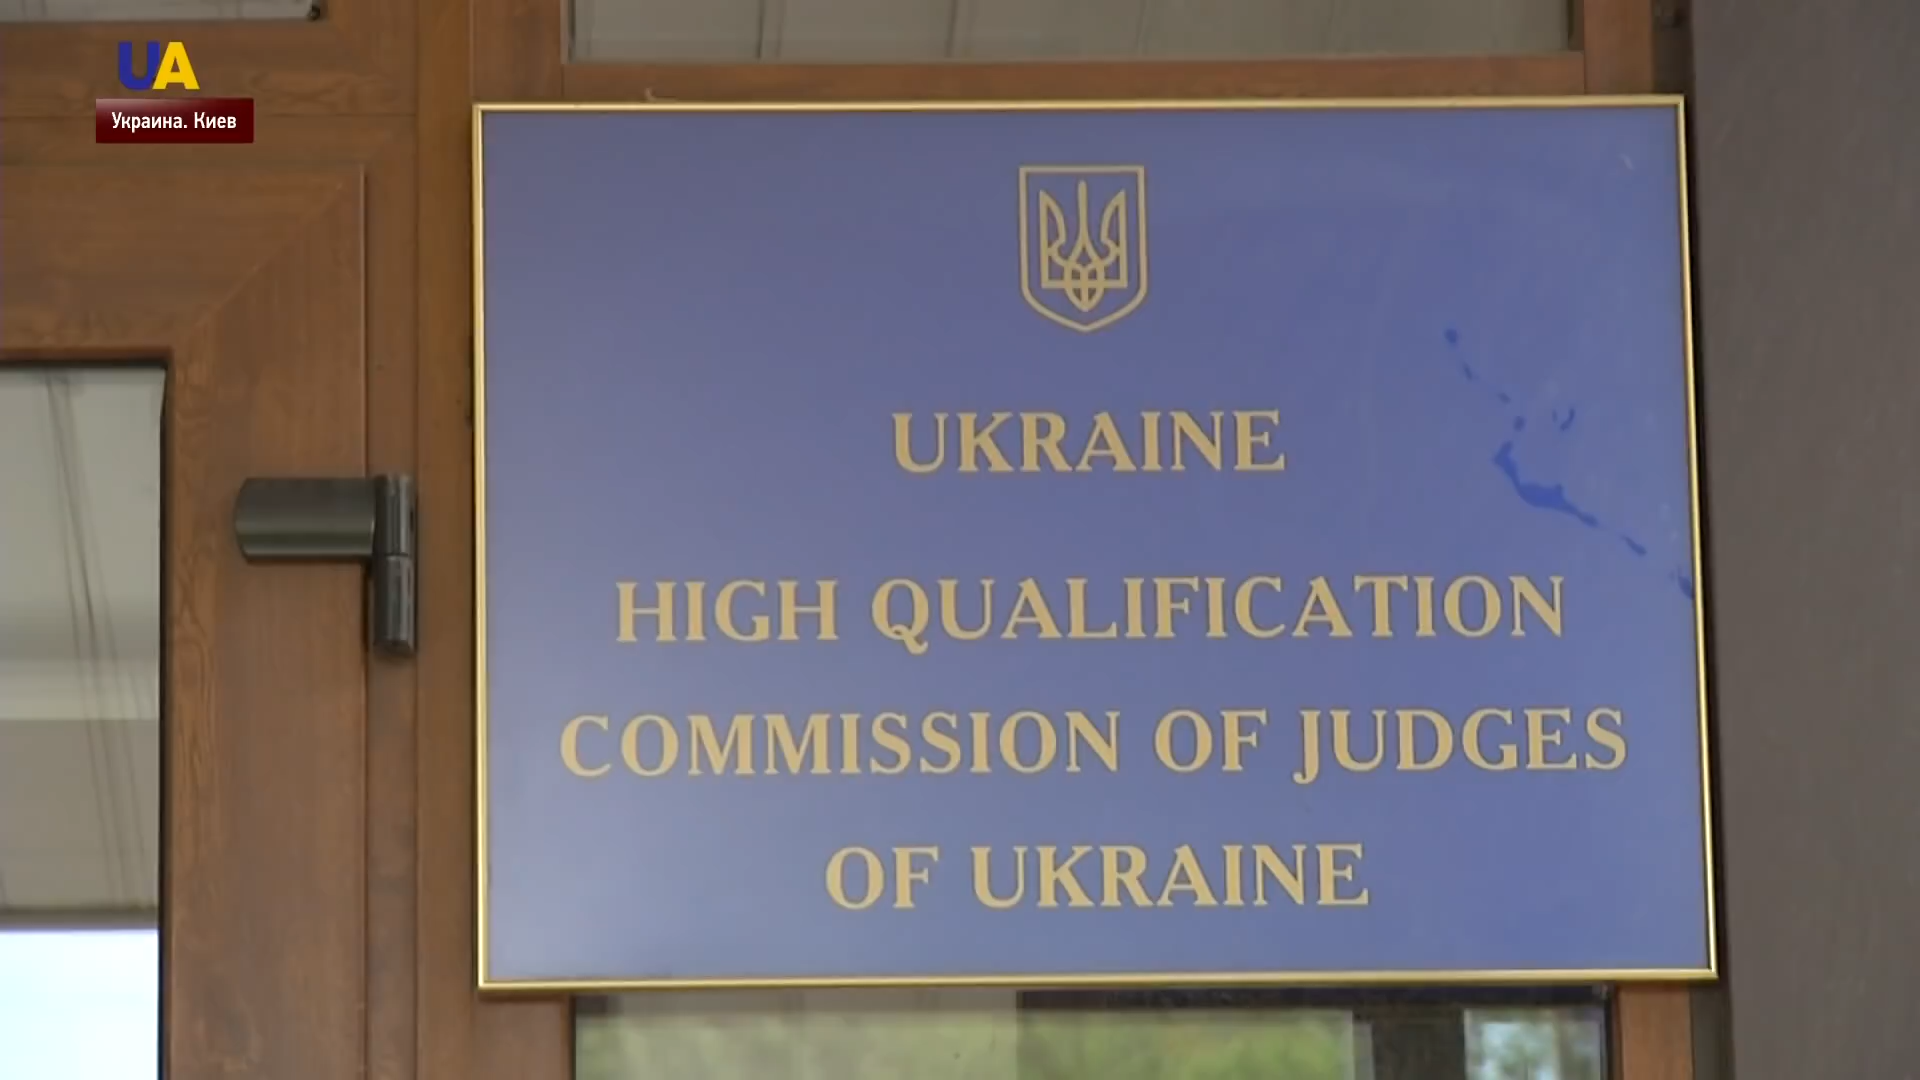 UA
Украина. Киев
UKRAINE
HIGH QUALIFICATION
COMMISSION OF JUDGES
OF UKRAINE